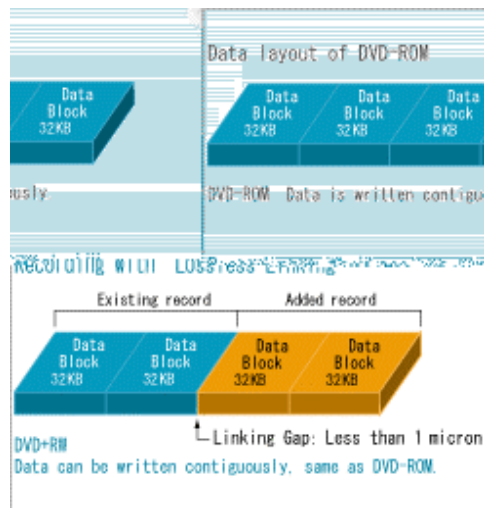 Data layout of DVD-ROM
Data Block 32KB
Data Block 32KB
Data Block 32KB
Data Block 32KB
ously
DVD-ROM Data is written contiguo
Recording with Lossless Linking
Existing record
Added record
Data Block 32KB
Data Block 32KB
Data Block 32KB
Data Block 32KB
Linking Gap: Less than 1 micron
DVD+RW
Data can be written contiguously, same as DVD-ROM.